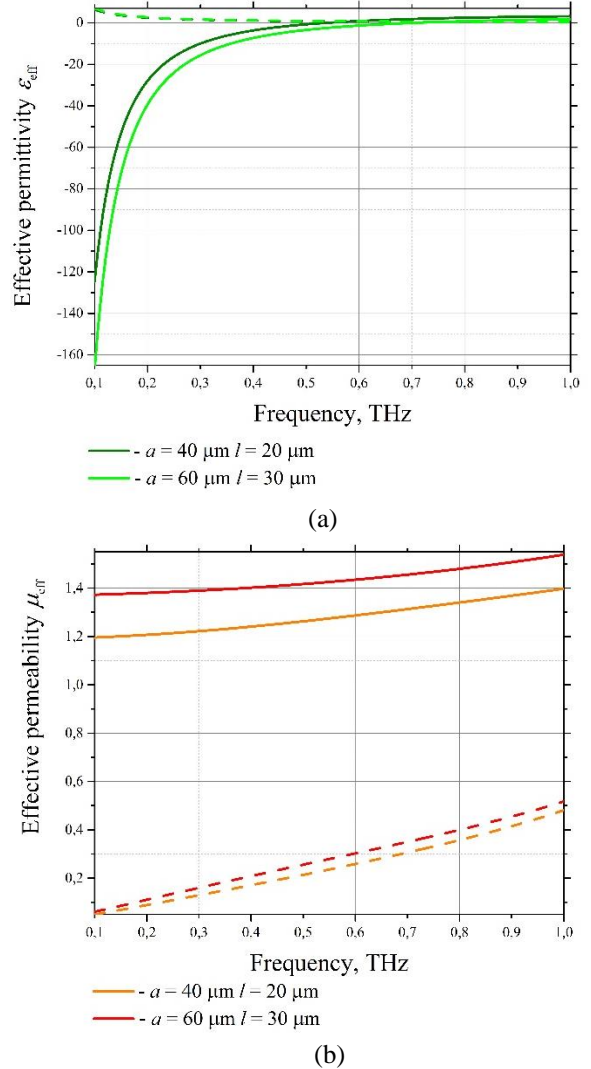 0
-20
-40
-60
-80
-100
-120
-140
-160
Effective permittivity εeff
0,1 0,2 0,3 0,4 0,5 0,6 0,7 0,8 0,9 1,0
Frequency, THz
- a = 40 μm l = 20 μm
- a = 60 μm l = 30 μm
(a)
1,4
1,2
1,0
0,8
0,6
0,4
0,2
Effective permeability μeff
0,1 0,2 0,3 0,4 0,5 0,6 0,7 0,8 0,9 1,0
Frequency, THz
- a = 40 μm l = 20 μm
- a = 60 μm l = 30 μm
(b)